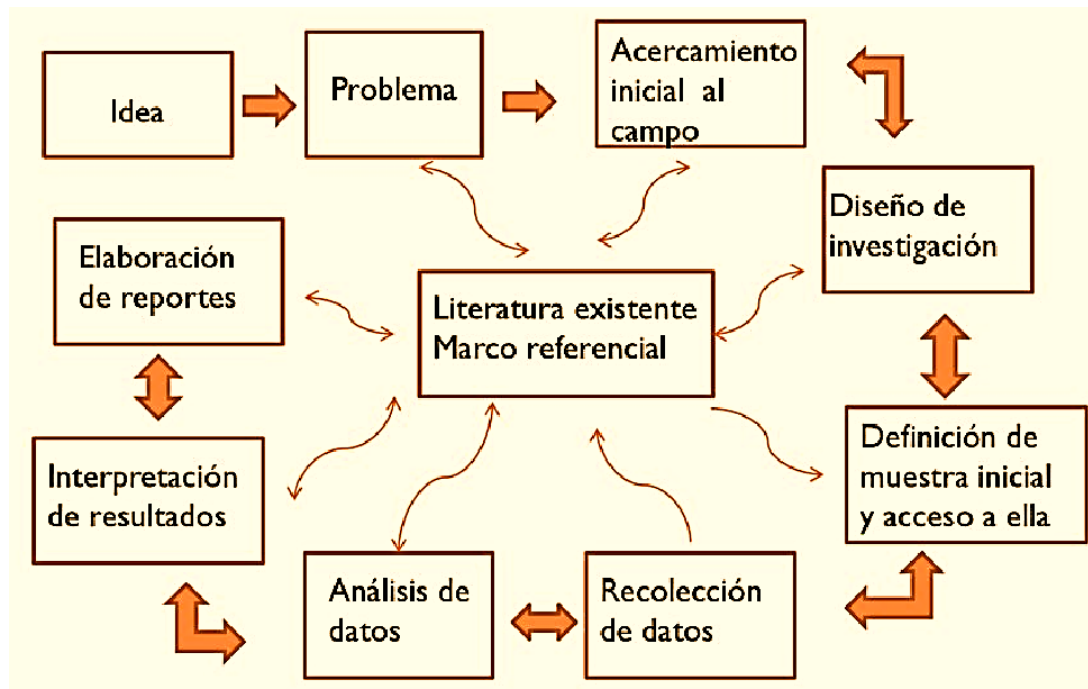 Idea
Problema
Acercamiento
inicial al
campo
Diseño de
investigación
Elaboración
de reportes
Literatura existente
Marco referencial
Definición de
muestra inicial
y acceso a ella
Interpretación
de resultados
Análisis de
datos
Recolección
de datos